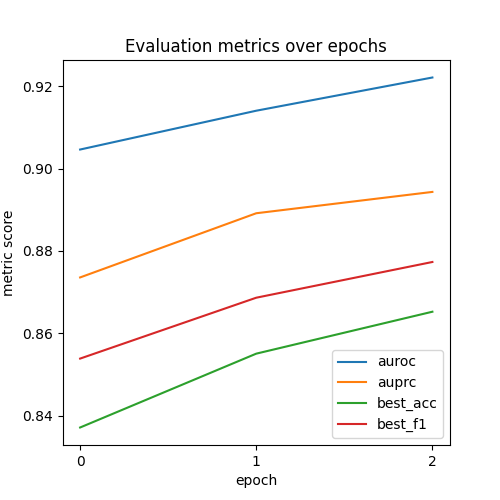 Evaluation metrics over epochs
metric score
0.92
0.90
0.88
0.86
0.84
auroc
auprc
best_acc
best_f1
0 1 2
epoch